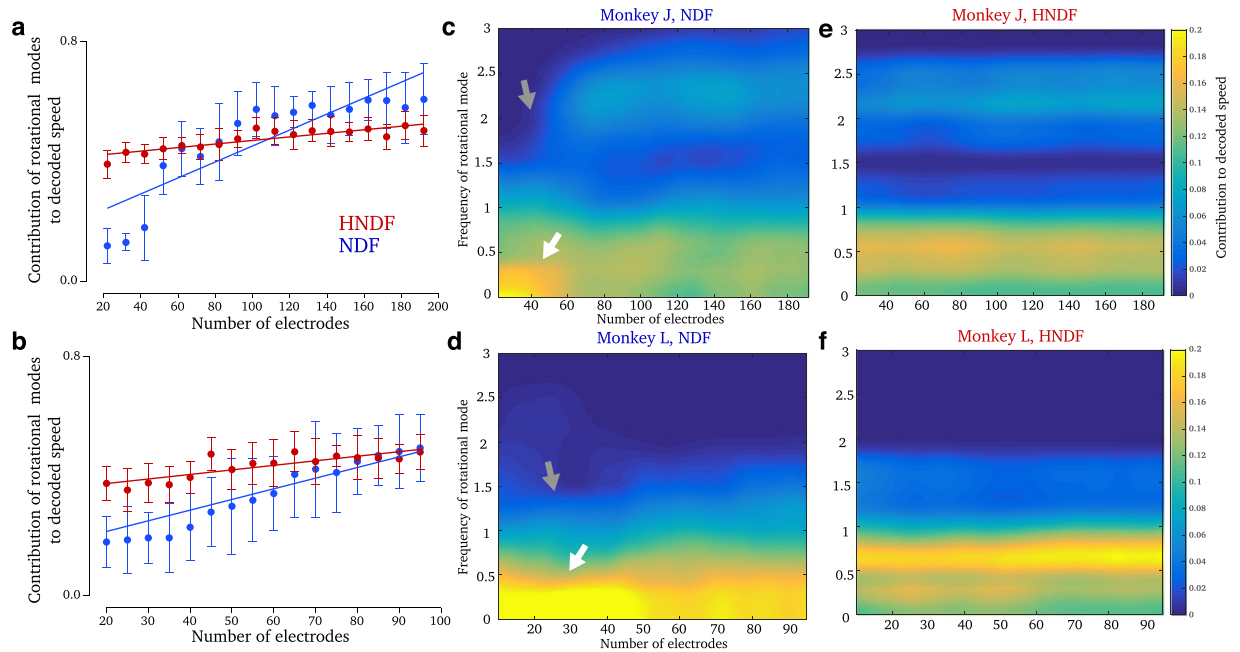 a
Contribution of rotational modes
to decoded speed
0.8
0.0
HNDF
NDF
20 40 60 80 100 120 140 160 180 200
Number of electrodes
b
Contribution of rotational modes
to decoded speed
0.8
0.0
20 30 40 50 60 70 80 90 100
Number of electrodes
c
Monkey J, NDF
Frequency of rotational mode
3
2.5
2
1.5
1
0.5
0
40 60 80 100 120 140 160 180
Number of electrodes
d
Monkey L, NDF
Frequency of rotational mode
3
2.5
2
1.5
1
0.5
0
20 30 40 50 60 70 80 90
Number of electrodes
e
Monkey J, HNDF
3
2.5
2
1.5
1
0.5
0
40 60 80 100 120 140 160 180
0.2
0.18
0.16
0.14
0.12
0.1
0.08
0.06
0.04
0.02
0
Contribution to decoded speed
f
Monkey L, HNDF
3
2.5
2
1.5
1
0.5
0
10 20 30 40 50 60 70 80 90
0.2
0.18
0.16
0.14
0.12
0.1
0.08
0.06
0.04
0.02
0